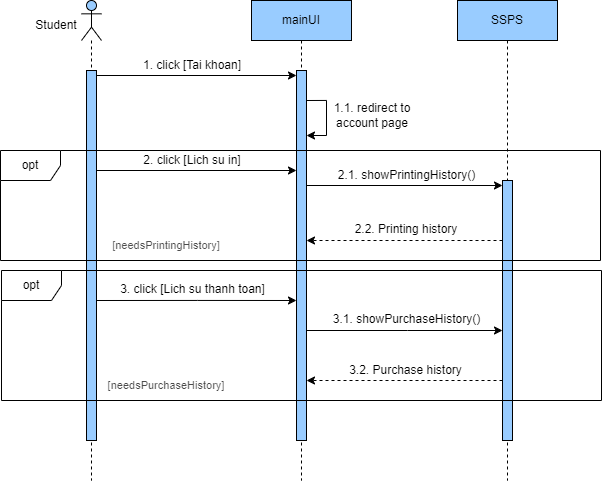 Student
mainUI
SSPS
1. click [Tai khoan]
1.1. redirect to
account page
opt
2. click [Lich su in]
2.1. showPrintingHistory()
2.2. Printing history
[needsPrintingHistory]
opt
3. click [Lich su thanh toan]
3.1. showPurchaseHistory()
3.2. Purchase history
[needsPurchaseHistory]